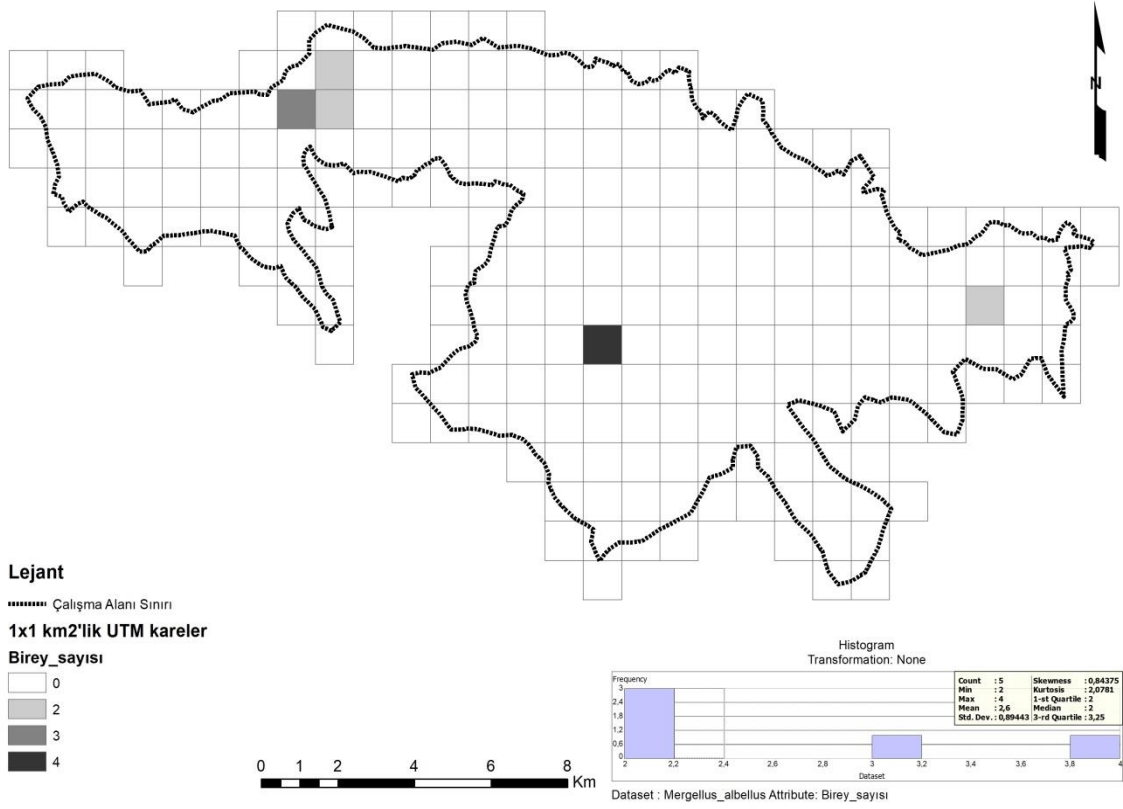 N
Lejant
Çalışma Alanı Sınırı
1x1 km2'lik UTM kareler
Birey_sayısı
0
2
3
4
0 1 2 4 6 8
Km
Histogram
Transformation: None
Frequency
3
2,4
1,8
1,2
0,6
0
2 2,2 2,4 2,6 2,8 3 3,2 3,4 3,6 3,8 4
Dataset
Count : 5 Skewness : 0,84375
Min : 2 Kurtosis : 2,0781
Max : 4 1-st Quartile : 2
Mean : 2,6 Median : 2
Std. Dev. : 0,89443 3-rd Quartile : 3,25
Dataset : Mergellus_albellus Attribute: Birey_sayısı